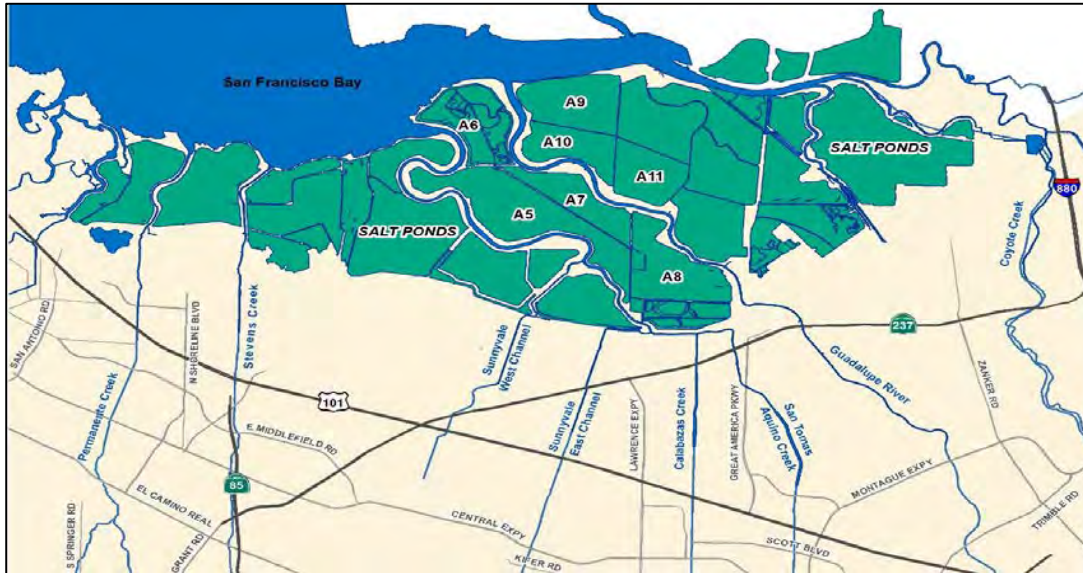 San Francisco Bay
A9
A6
A10
SALT PONDS
A11
880
A7
A5
SALT PONDS
A8
Coyote Creek
237
SAN ANTONIO RD
N SHORELINE BLVD
Stevens Creek
Sunnyvale
West Channel
Guadalupe River
ZANKER RD
101
Permanente Creek
Sunnyvale
East Channel
LAWRENCE EXPY
Calabazas Creek
GREAT AMERICA PKWY
San Tomas
Aquino Creek
E MIDDLEFIELD RD
85
MONTAGUE EXPY
EL CAMINO REAL
S SPRINGER RD
GRANT RD
CENTRAL EXPY
KIFER RD
SCOTT BLVD
TRIMBLE RD